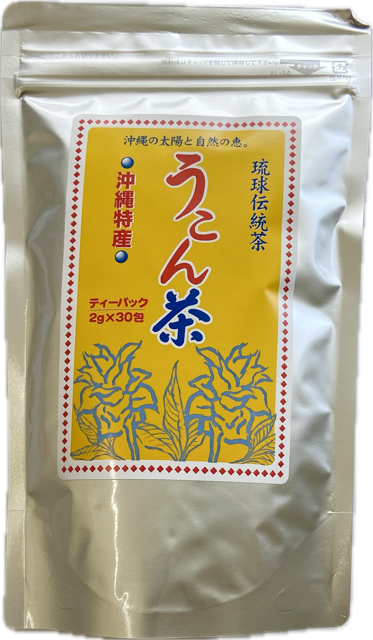 沖縄の太陽と自然の恵。
琉球伝統茶
うこん茶
沖縄特産
ティーパック
2g×30包